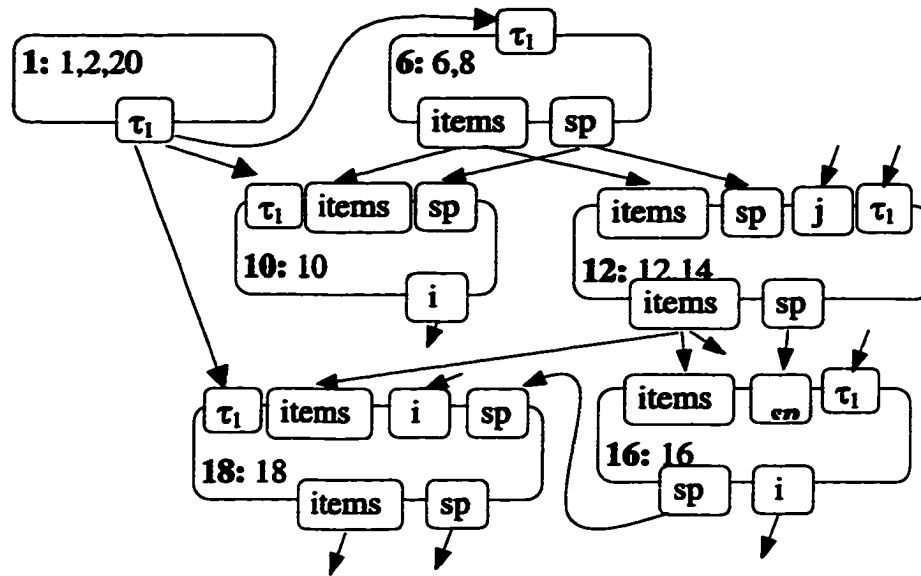 τ1
1: 1,2,20
6: 6,8
τ1
items sp
τ1 items sp
items sp j τ1
10: 10
12: 12,14
i
items sp
τ1 items i sp
items τ1
18: 18
16: 16
items sp
sp i